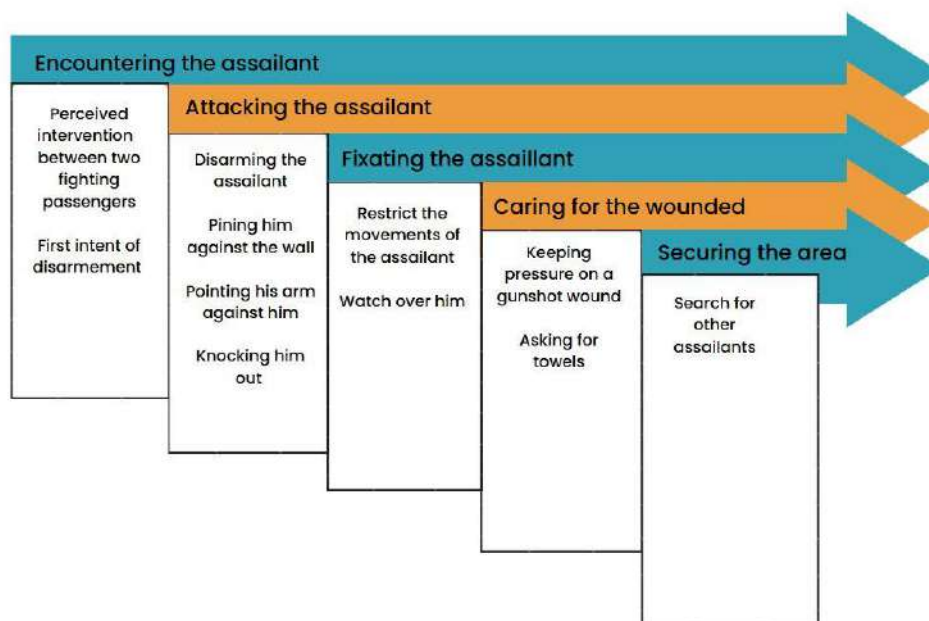 Encountering the assailant
Perceived
intervention
between two
fighting
passengers
First intent of
disarmement
Attacking the assailant
Disarming the
assailant
Pining him
against the wall
Pointing his arm
against him
Knocking him
out
Fixating the assaillant
Restrict the
movements of
the assailant
Watch over him
Caring for the wounded
Keeping
pressure on a
gunshot wound
Asking for
towels
Securing the area
Search for
other
assailants